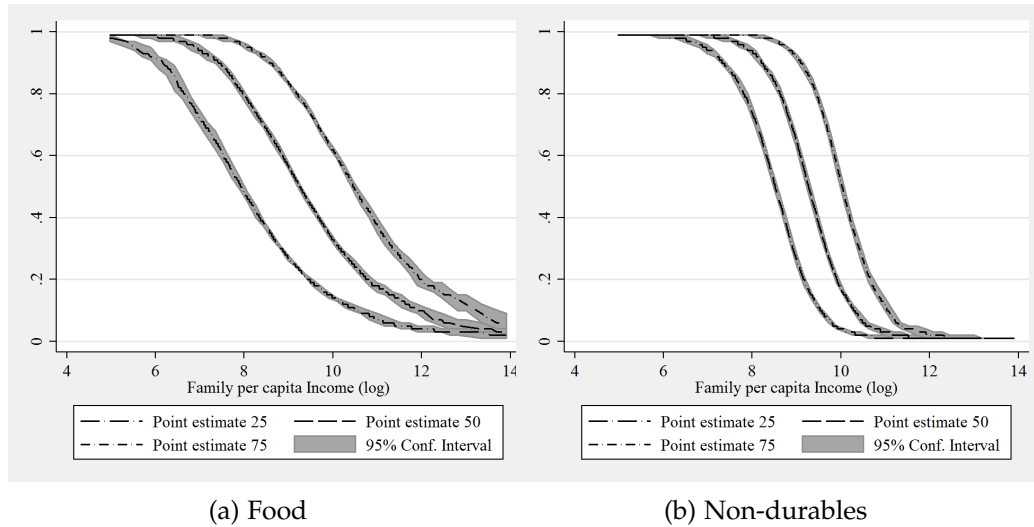 1
.8
.6
.4
.2
0
4 6 8 10 12 14
Family per capita Income (log)
Point estimate 25 Point estimate 50
Point estimate 75 95% Conf. Interval
(a) Food
1
.8
.6
.4
.2
0
4 6 8 10 12 14
Family per capita Income (log)
Point estimate 25 Point estimate 50
Point estimate 75 95% Conf. Interval
(b) Non-durables